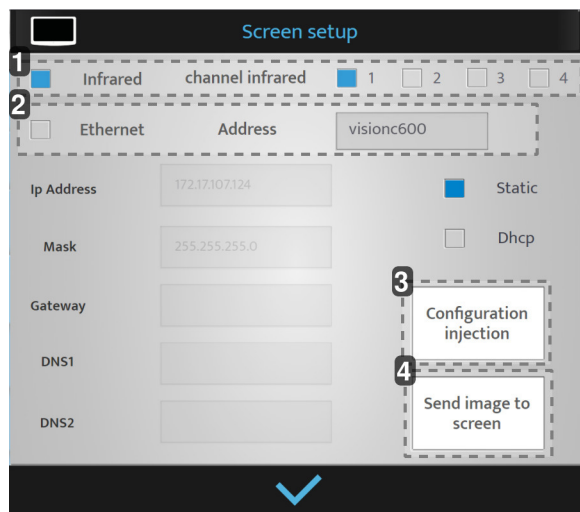 Screen setup
1
Infrared channel infrared 1 2 3 4
2
Ethernet Address visionc600
Ip Address 172.17.107.124 Static
Mask 255.255.255.0 Dhcp
3
Gateway
Configuration
injection
DNS1
4
Send image to
screen
DNS2